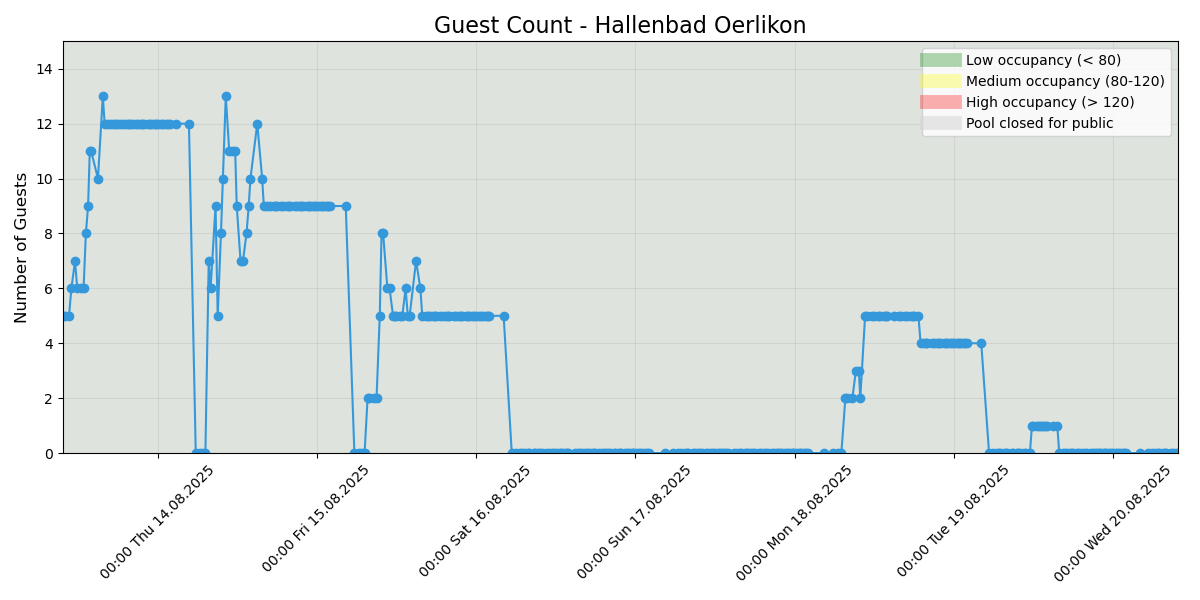 Guest Count - Hallenbad Oerlikon
Low occupancy (< 80)
Medium occupancy (80-120)
High occupancy (> 120)
Pool closed for public
Number of Guests
14
12
10
8
6
4
2
0
00:00 Thu 14.08.2025
00:00 Fri 15.08.2025
00:00 Sat 16.08.2025
00:00 Sun 17.08.2025
00:00 Mon 18.08.2025
00:00 Tue 19.08.2025
00:00 Wed 20.08.2025